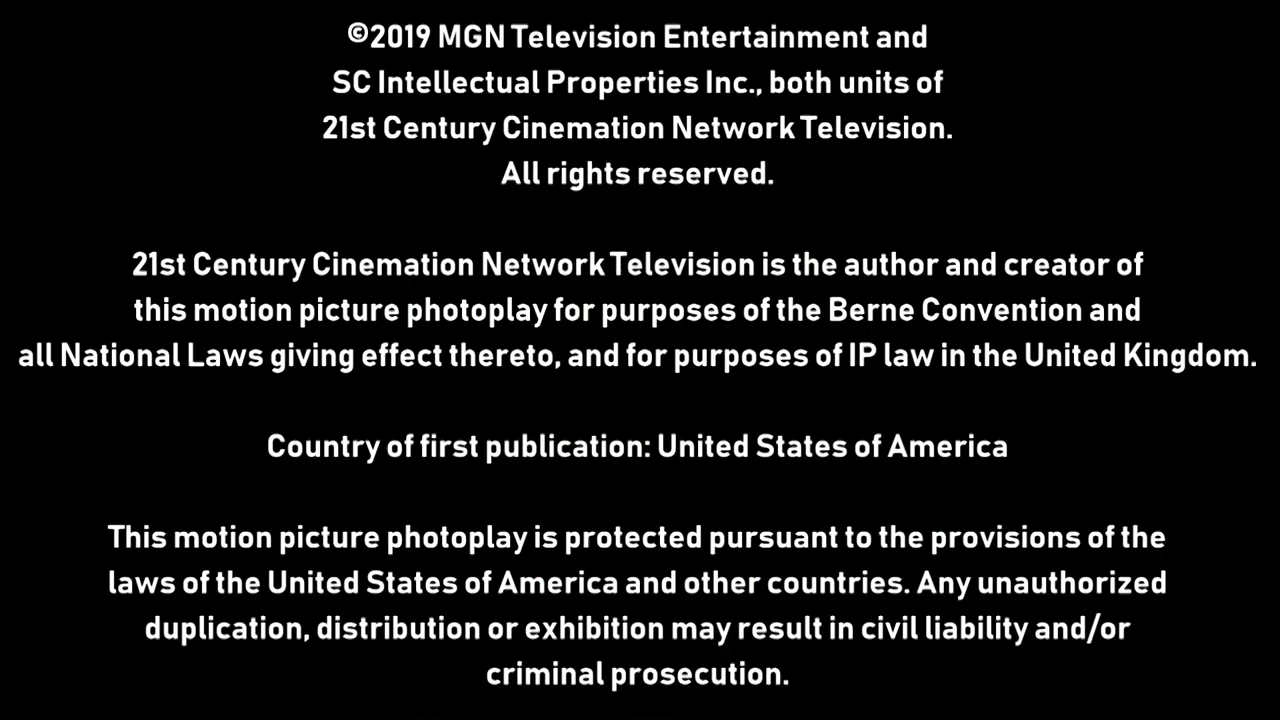 ©2019 MGN Television Entertainment and
SC Intellectual Properties Inc., both units of
21st Century Cinemation Network Television.
All rights reserved.
21st Century Cinemation Network Television is the author and creator of
this motion picture photoplay for purposes of the Berne Convention and
all National Laws giving effect thereto, and for purposes of IP law in the United Kingdom.
Country of first publication: United States of America
This motion picture photoplay is protected pursuant to the provisions of the
laws of the United States of America and other countries. Any unauthorized
duplication, distribution or exhibition may result in civil liability and/or
criminal prosecution.